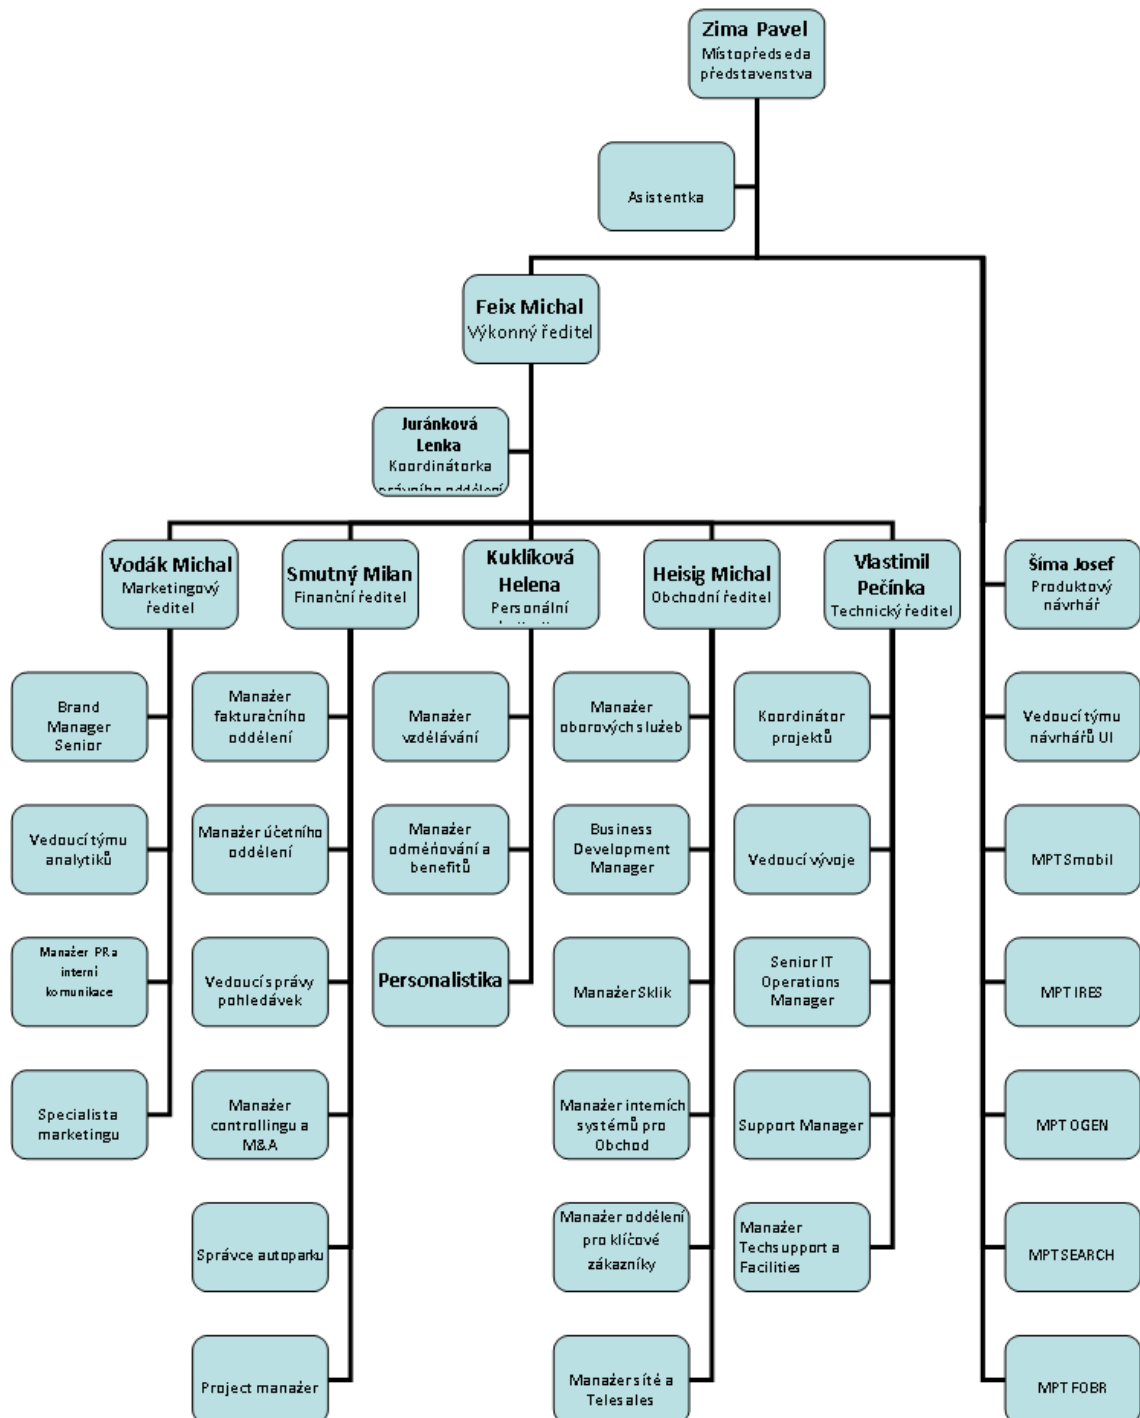 Zima Pavel
Místopředseda
představenstva
Asistentka
Feix Michal
Výkonný ředitel
Juránková
Lenka
Koordinátorka
právního oddělení
Vodák Michal
Marketingový
ředitel
Smutný Milan
Finanční ředitel
Kuklíková
Helena
Personální
Heisig Michal
Obchodní ředitel
Vlastimil
Pečínka
Technický ředitel
Šíma Josef
Produktový
návrhář
Brand
Manager
Senior
Manažer
fakturačního
oddělení
Manažer
vzdělávání
Manažer
oborových služeb
Koordinátor
projektů
Vedoucí týmu
návrhářů UI
Vedoucí týmu
analytiků
Manažer účetního
oddělení
Manažer
odměňování a
benefitů
Business
Development
Manager
Vedoucí vývoje
MPT Smobil
Manažer PR a
interní
komunikace
Vedoucí správy
pohledávek
Personalistika
Manažer Sklik
Senior IT
Operations
Manager
MPT IRES
Specialista
marketingu
Manažer
controllingu a
M&A
Manažer interních
systémů pro
Obchod
Support Manager
MPT OGEN
Správce autoparku
Manažer oddělení
pro klíčové
zákazníky
Manažer
Techsupport a
Facilities
MPT SEARCH
Project manažer
Manažer sítě a
Telesales
MPT FOBR